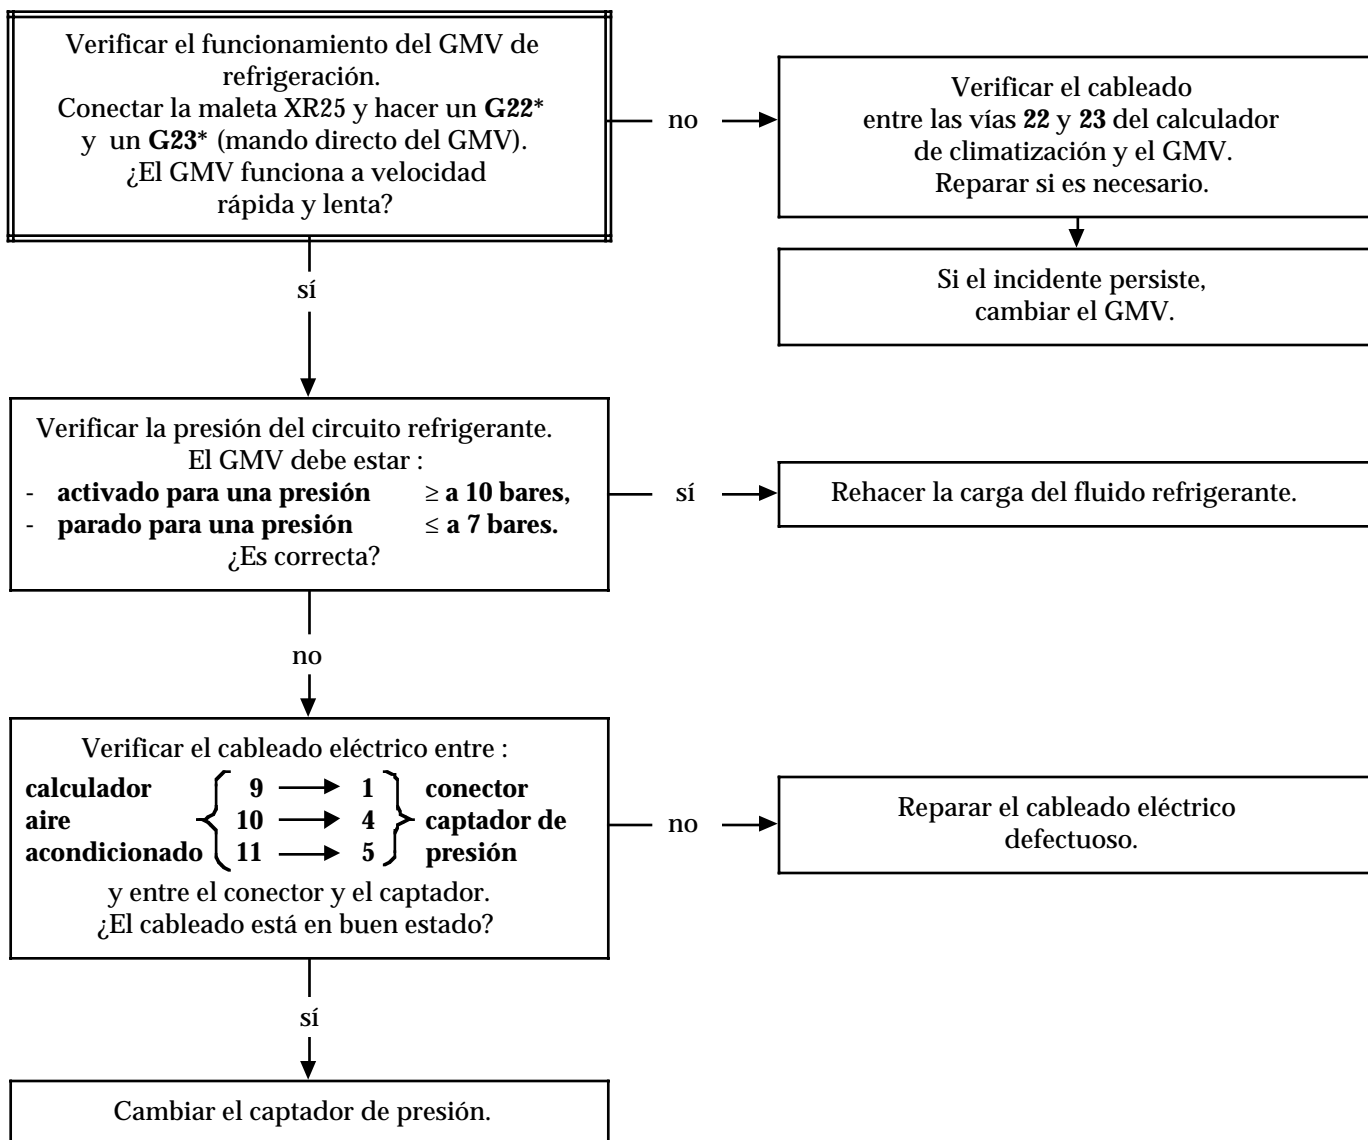 Verificar el funcionamiento del GMV de
refrigeración.
Conectar la maleta XR25 y hacer un G22*
y un G23* (mando directo del GMV).
¿El GMV funciona a velocidad
rápida y lenta?
no
Verificar el cableado
entre las vías 22 y 23 del calculador
de climatización y el GMV.
Reparar si es necesario.
Si el incidente persiste,
cambiar el GMV.
sí
Verificar la presión del circuito refrigerante.
El GMV debe estar :
- activado para una presión ≥ a 10 bares,
- parado para una presión ≤ a 7 bares.
¿Es correcta?
sí
Rehacer la carga del fluido refrigerante.
no
Verificar el cableado eléctrico entre :
calculador 9 → 1 conector
aire 10 → 4 captador de
acondicionado 11 → 5 presión
y entre el conector y el captador.
¿El cableado está en buen estado?
no
Reparar el cableado eléctrico
defectuoso.
sí
Cambiar el captador de presión.